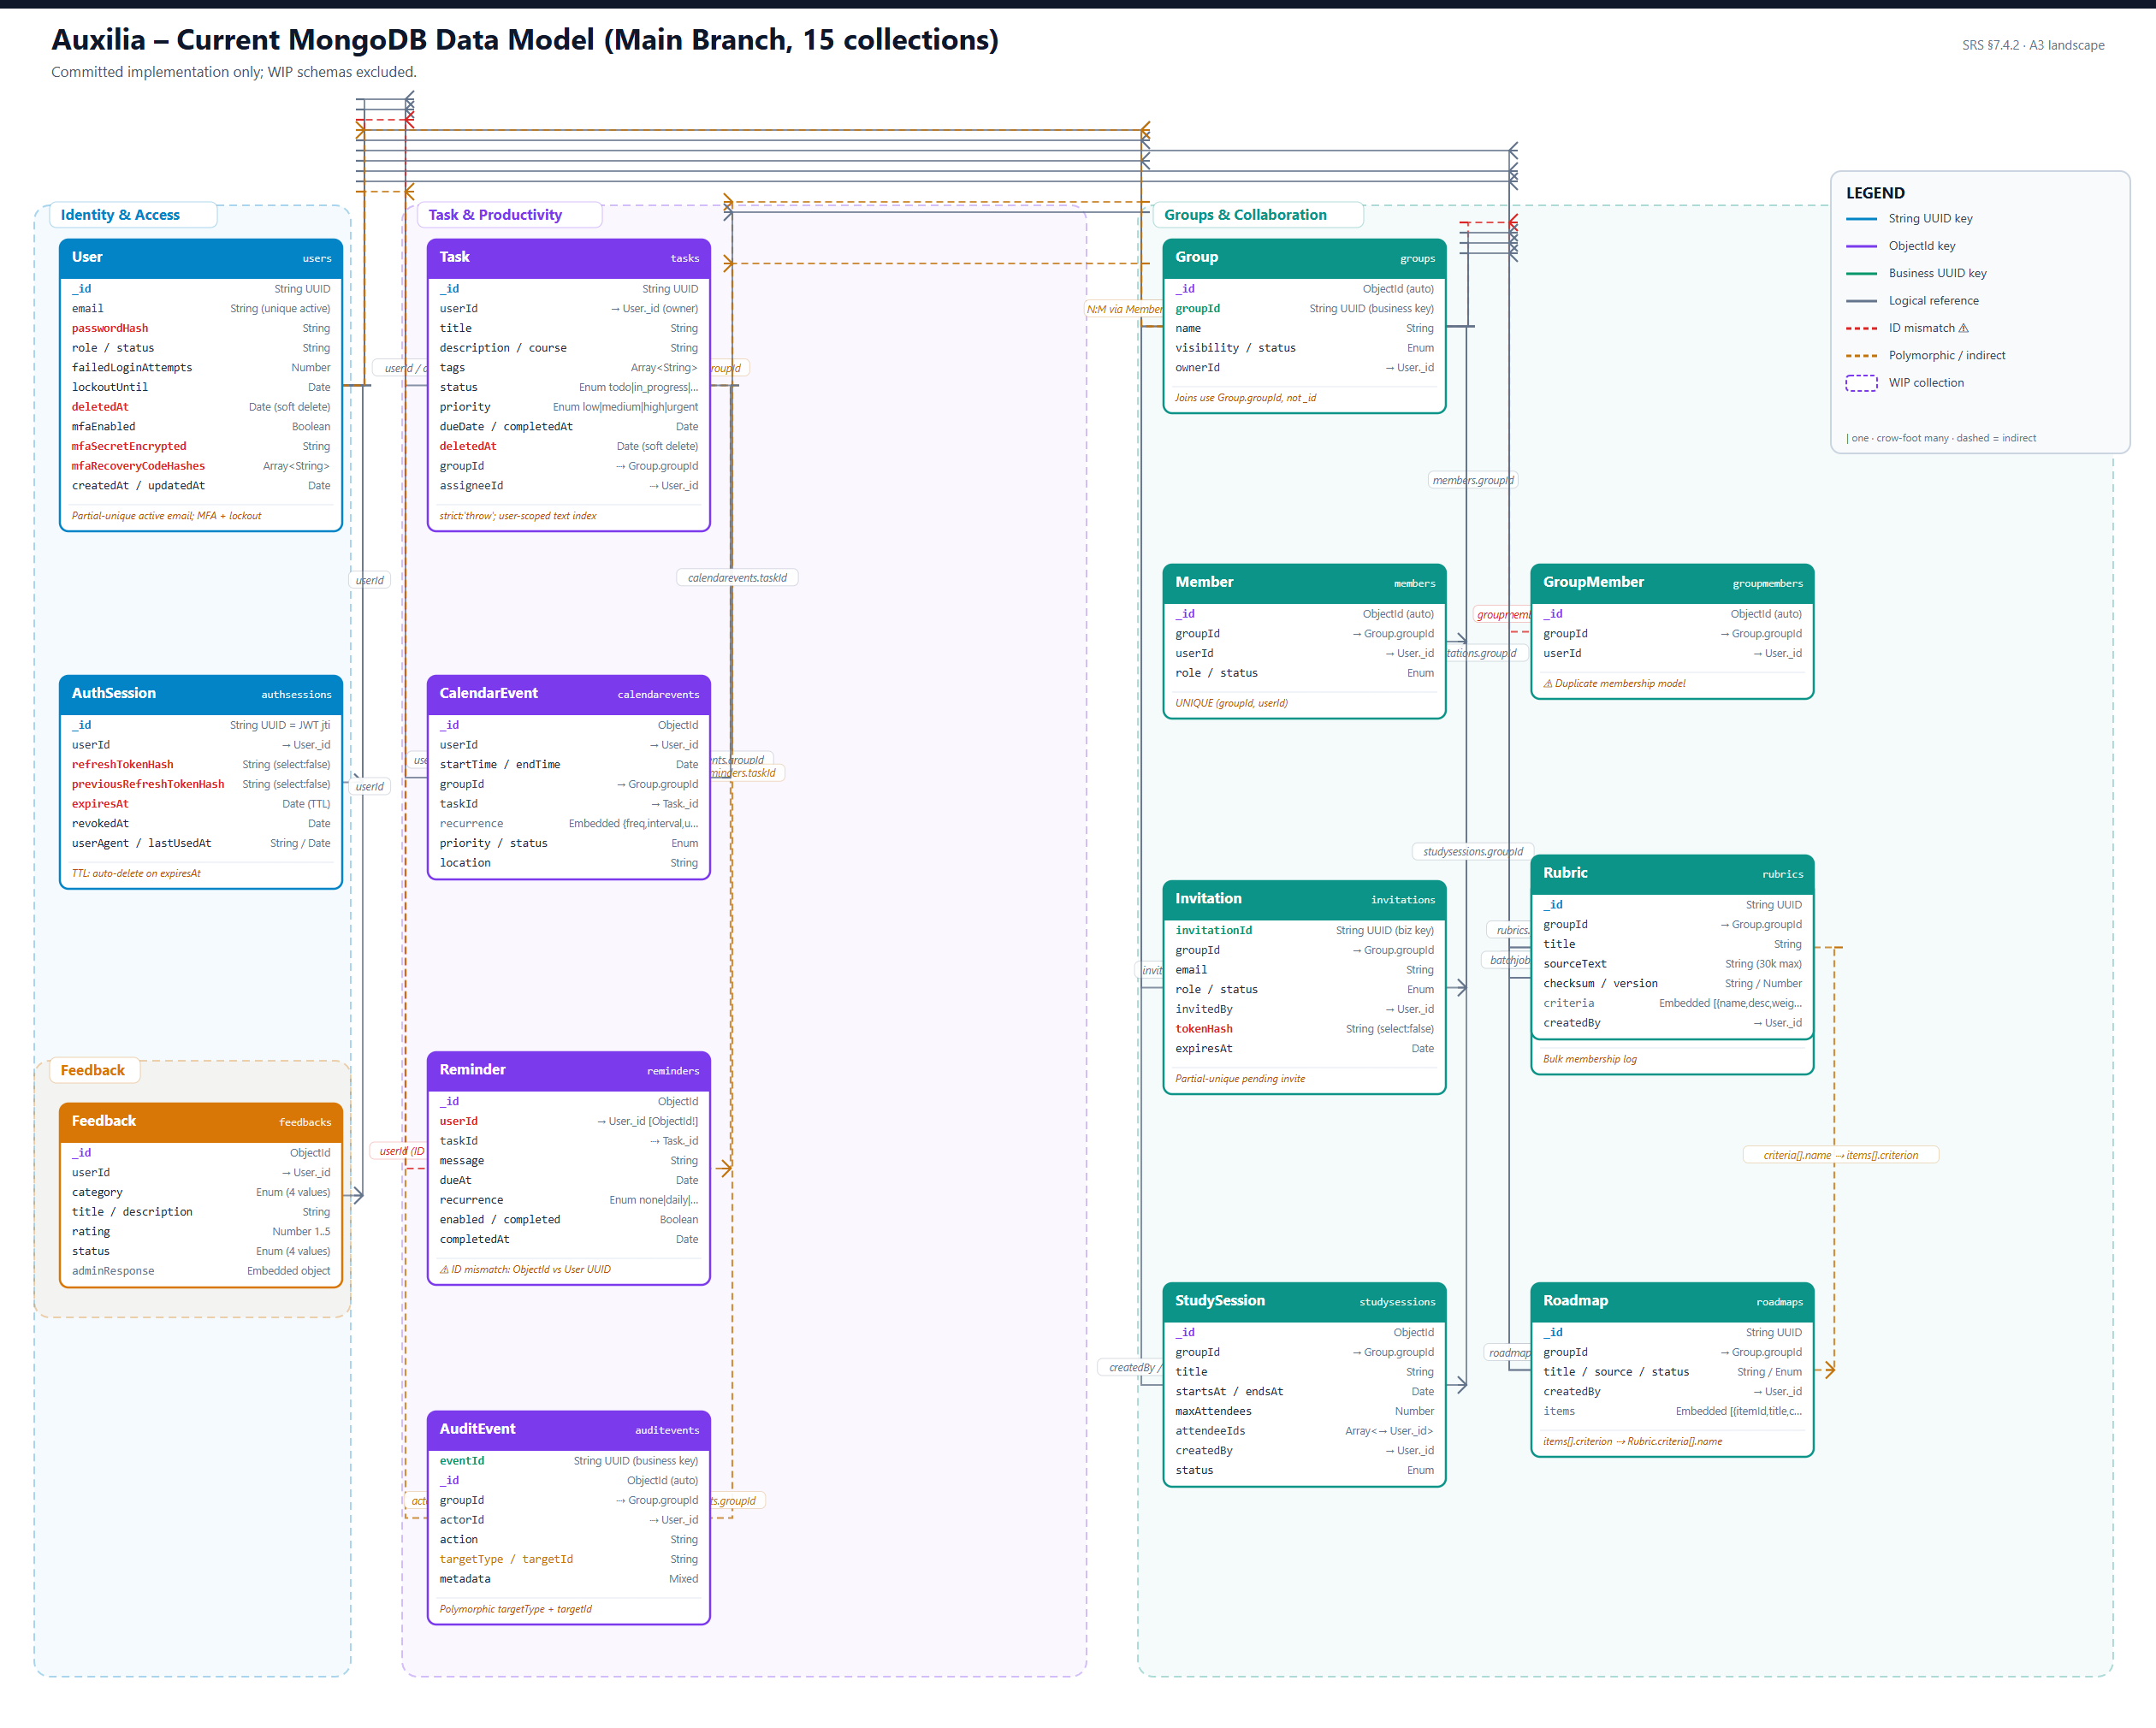 Auxilia – Current MongoDB Data Model (Main Branch, 15 collections)
SRS §7.4.2 · A3 landscape
Committed implementation only; WIP schemas excluded.
Identity & Access
User users
_id String UUID
email String (unique active)
passwordHash String
role / status String
failedLoginAttempts Number
lockoutUntil Date
deletedAt Date (soft delete)
mfaEnabled Boolean
mfaSecretEncrypted String
mfaRecoveryCodeHashes Array<String>
createdAt / updatedAt Date
Partial-unique active email; MFA + lockout
userId
AuthSession authsessions
_id String UUID = JWT jti
userId → User._id
refreshTokenHash String (select:false)
previousRefreshTokenHash String (select:false)
expiresAt Date (TTL)
revokedAt Date
userAgent / lastUsedAt String / Date
TTL: auto-delete on expiresAt
userId
Feedback
Feedback feedbacks
_id ObjectId
userId → User._id
category Enum (4 values)
title / description String
rating Number 1..5
status Enum (4 values)
adminResponse Embedded object
Task & Productivity
Task tasks
_id String UUID
userId → User._id (owner)
title String
description / course String
tags Array<String>
status Enum todo|in_progress|...
priority Enum low|medium|high|urgent
dueDate / completedAt Date
deletedAt Date (soft delete)
groupId ⇢ Group.groupId
assigneeId ⇢ User._id
strict:'throw'; user-scoped text index
userId /
roupId
calendarevents.taskId
CalendarEvent calendarevents
_id ObjectId
userId → User._id
startTime / endTime Date
groupId → Group.groupId
taskId → Task._id
recurrence Embedded {freq,interval,u...
priority / status Enum
location String
nts.groupId
minders.taskId
Reminder reminders
_id ObjectId
userId → User._id [ObjectId!]
taskId ⇢ Task._id
message String
dueAt Date
recurrence Enum none|daily|...
enabled / completed Boolean
completedAt Date
⚠ ID mismatch: ObjectId vs User UUID
userId (ID
AuditEvent auditevents
eventId String UUID (business key)
_id ObjectId (auto)
groupId ⇢ Group.groupId
actorId ⇢ User._id
action String
targetType / targetId String
metadata Mixed
Polymorphic targetType + targetId
ts.groupId
Groups & Collaboration
Group groups
_id ObjectId (auto)
groupId String UUID (business key)
name String
visibility / status Enum
ownerId → User._id
Joins use Group.groupId, not _id
N:M via Member
members.groupId
Member members
_id ObjectId (auto)
groupId → Group.groupId
userId → User._id
role / status Enum
UNIQUE (groupId, userId)
groupmem
tations.groupId
GroupMember groupmembers
_id ObjectId (auto)
groupId → Group.groupId
userId → User._id
⚠ Duplicate membership model
studysessions.groupId
Invitation invitations
invitationId String UUID (biz key)
groupId → Group.groupId
email String
role / status Enum
invitedBy → User._id
tokenHash String (select:false)
expiresAt Date
Partial-unique pending invite
invit
rubrics.
batchjob
Rubric rubrics
_id String UUID
groupId → Group.groupId
title String
sourceText String (30k max)
checksum / version String / Number
criteria Embedded [{name,desc,weig...
createdBy → User._id
Bulk membership log
criteria[].name ⇢ items[].criterion
StudySession studysessions
_id ObjectId
groupId → Group.groupId
title String
startsAt / endsAt Date
maxAttendees Number
attendeeIds Array<→ User._id>
createdBy → User._id
status Enum
createdBy /
roadmap
Roadmap roadmaps
_id String UUID
groupId → Group.groupId
title / source / status String / Enum
createdBy → User._id
items Embedded [{itemId,title,c...
items[].criterion ⇢ Rubric.criteria[].name
LEGEND
String UUID key
ObjectId key
Business UUID key
Logical reference
ID mismatch ⚠
Polymorphic / indirect
WIP collection
| one · crow-foot many · dashed = indirect